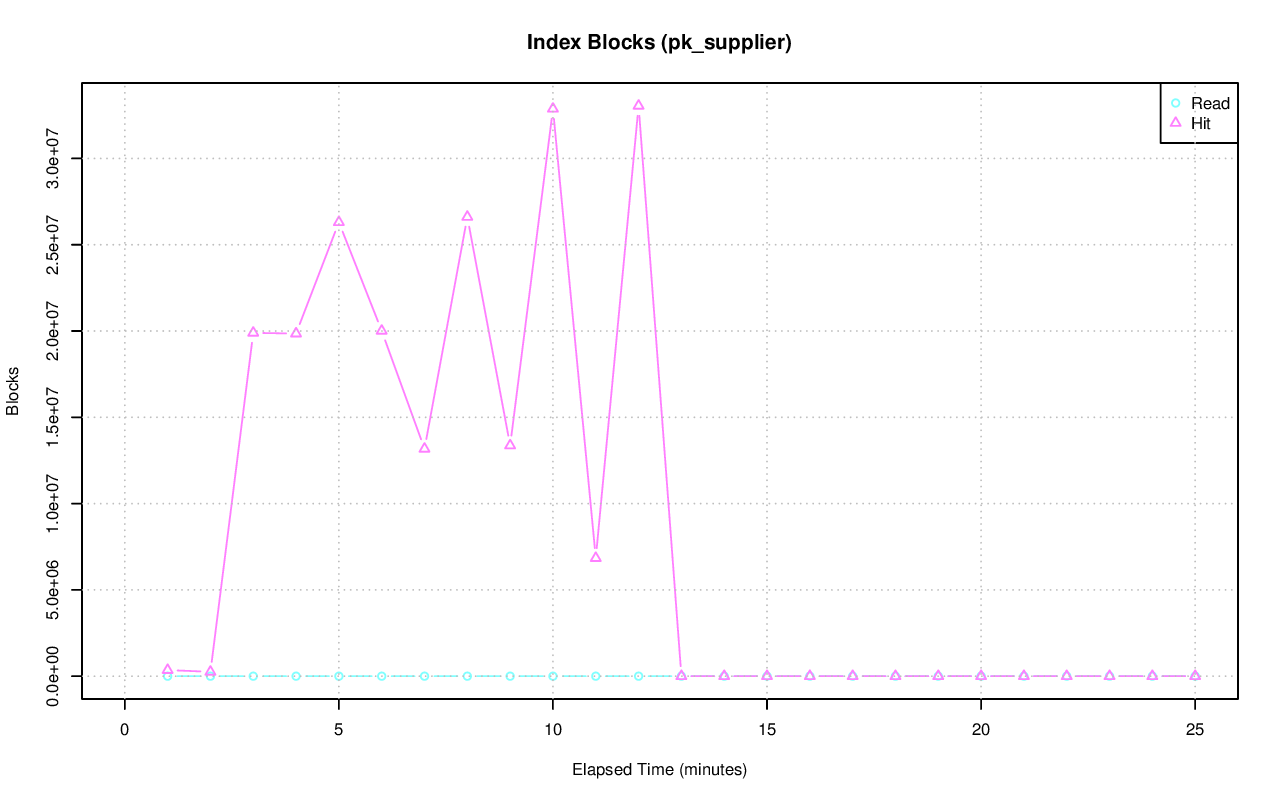 Index Blocks (pk_supplier)
Read
Hit
Blocks
3.0e+07
2.5e+07
2.0e+07
1.5e+07
1.0e+07
5.0e+06
0.0e+00
0 5 10 15 20 25
Elapsed Time (minutes)